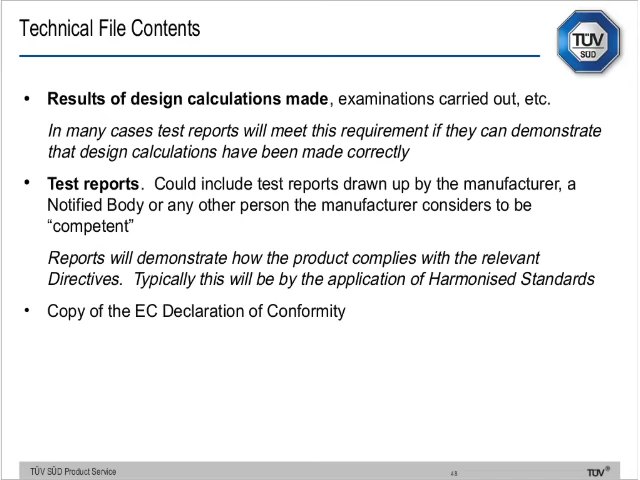 Technical File Contents
TÜV
SÜD
• Results of design calculations made, examinations carried out, etc.
In many cases test reports will meet this requirement if they can demonstrate
that design calculations have been made correctly
• Test reports. Could include test reports drawn up by the manufacturer, a
Notified Body or any other person the manufacturer considers to be
“competent”
Reports will demonstrate how the product complies with the relevant
Directives. Typically this will be by the application of Harmonised Standards
• Copy of the EC Declaration of Conformity
TÜV SÜD Product Service
48
TÜV®